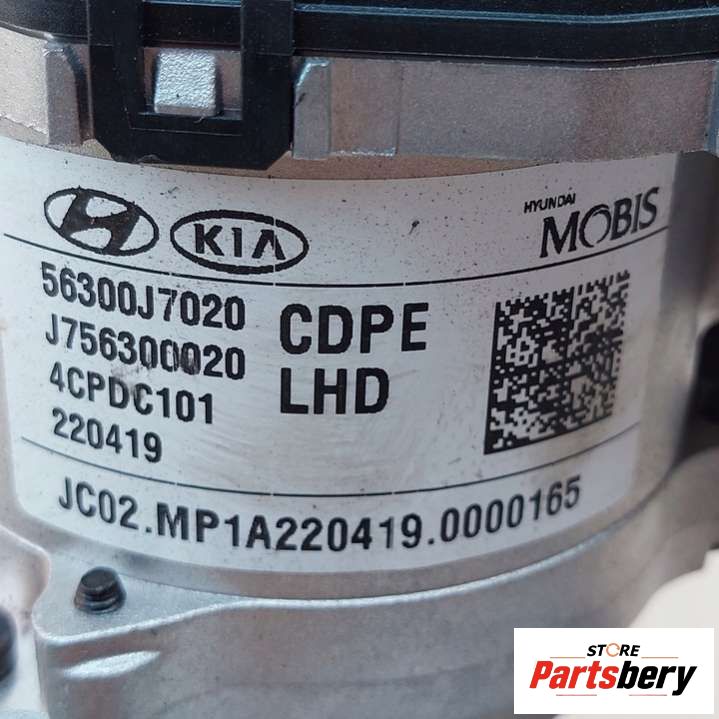 KIA
HYUNDAI
MOBIS
56300J7020
J756300020
4CPDC101
220419
CDPE
LHD
JC02.MP1A220419.0000165
STORE
Partsbery